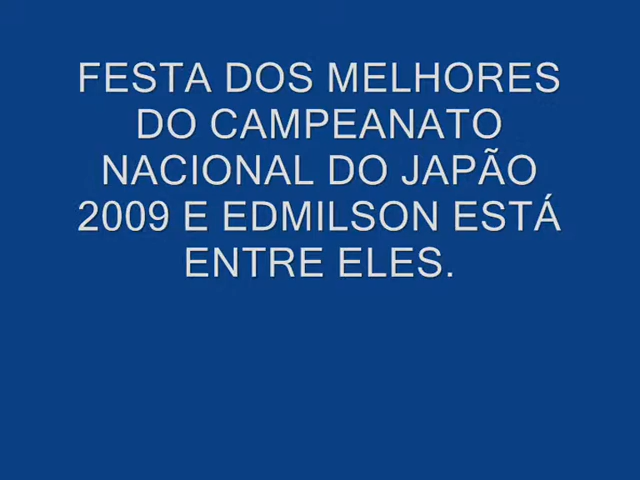 FESTA DOS MELHORES
DO CAMPEANATO
NACIONAL DO JAPÃO
2009 E EDMILSON ESTÁ
ENTRE ELES.